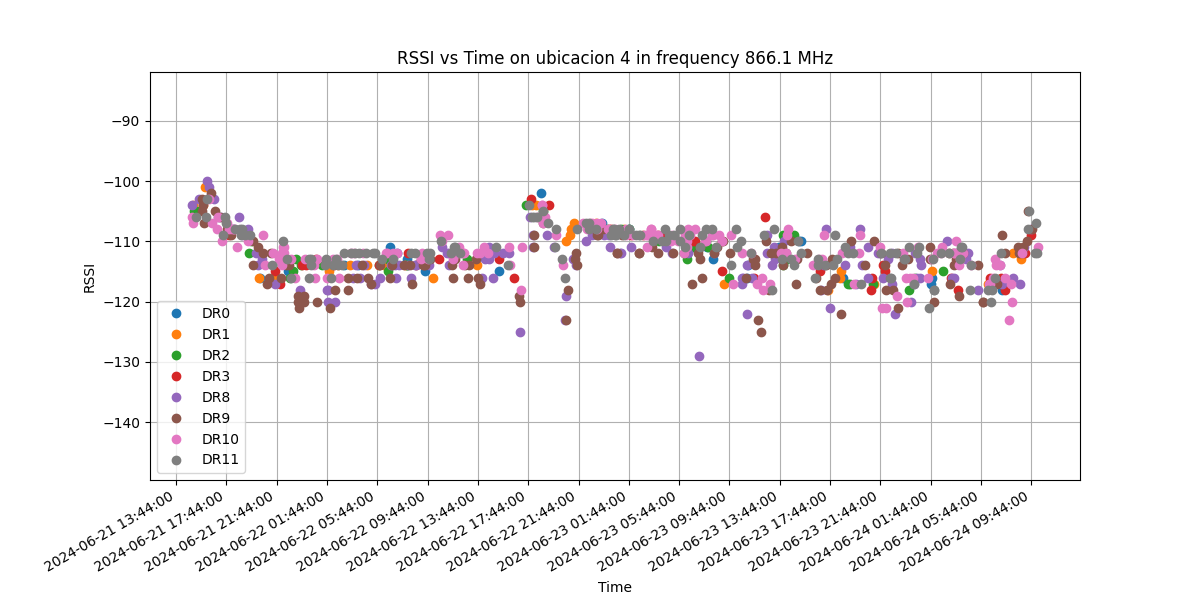 RSSI vs Time on ubicacion 4 in frequency 866.1 MHz
RSSI
−90
−100
−110
−120
−130
−140
DR0
DR1
DR2
DR3
DR8
DR9
DR10
DR11
2024-06-21 13:44:00
2024-06-21 17:44:00
2024-06-21 21:44:00
2024-06-22 01:44:00
2024-06-22 05:44:00
2024-06-22 09:44:00
2024-06-22 13:44:00
2024-06-22 17:44:00
2024-06-22 21:44:00
2024-06-23 01:44:00
2024-06-23 05:44:00
2024-06-23 09:44:00
2024-06-23 13:44:00
2024-06-23 17:44:00
2024-06-23 21:44:00
2024-06-24 01:44:00
2024-06-24 05:44:00
2024-06-24 09:44:00
Time